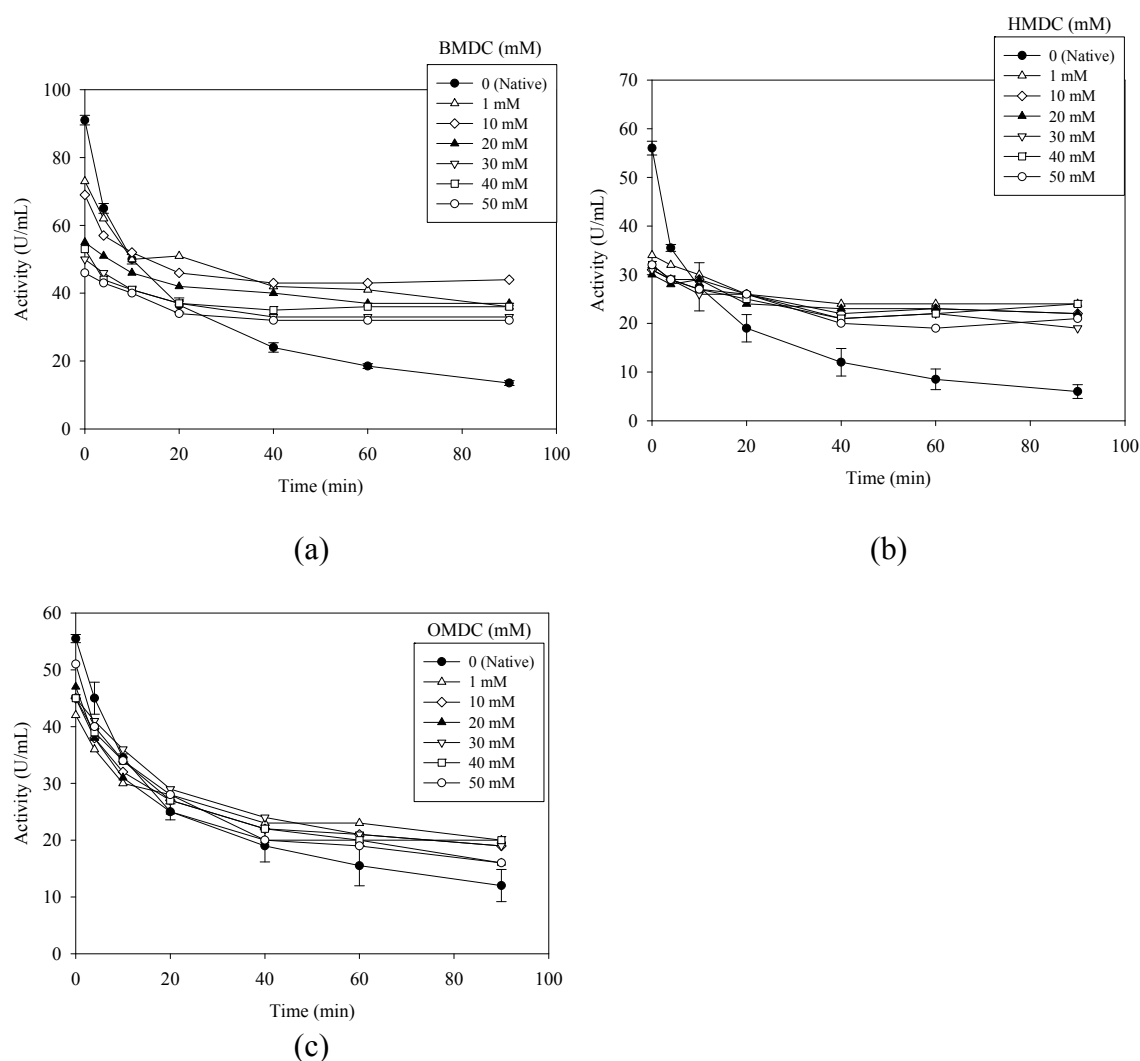 BMDC (mM)
0 (Native)
1 mM
10 mM
20 mM
30 mM
40 mM
50 mM
100
80
60
40
20
0
Activity (U/mL)
0 20 40 60 80 100
Time (min)
(a)
HMDC (mM)
0 (Native)
1 mM
10 mM
20 mM
30 mM
40 mM
50 mM
70
60
50
40
30
20
10
0
Activity (U/mL)
0 20 40 60 80 100
Time (min)
(b)
OMDC (mM)
0 (Native)
1 mM
10 mM
20 mM
30 mM
40 mM
50 mM
60
50
40
30
20
10
0
Activity (U/mL)
0 20 40 60 80 100
Time (min)
(c)